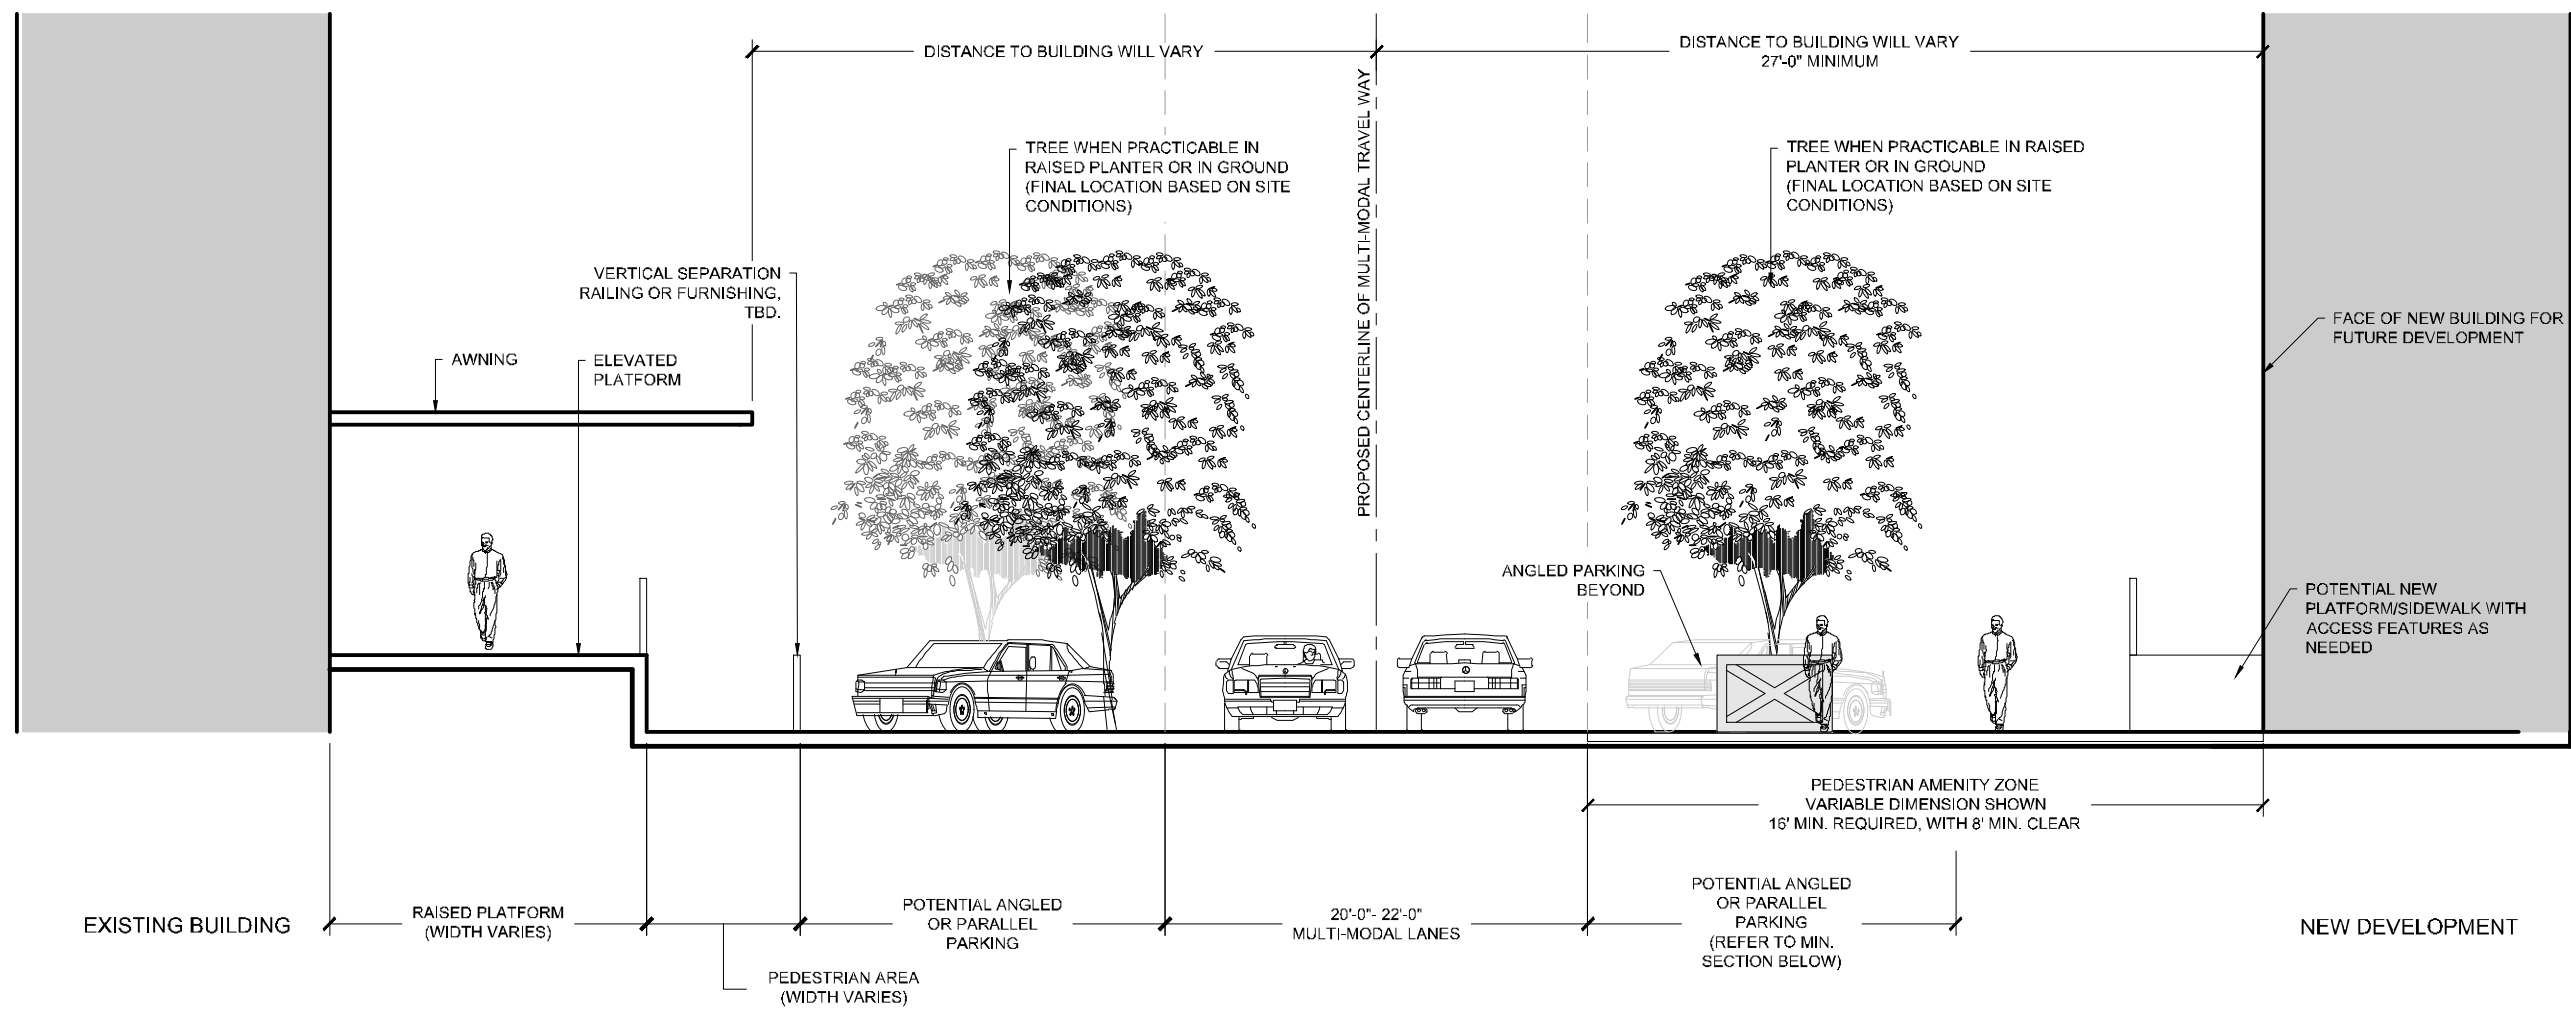 DISTANCE TO BUILDING WILL VARY
DISTANCE TO BUILDING WILL VARY
27'-0" MINIMUM
PROPOSED CENTERLINE OF MULTI-MODAL TRAVEL WAY
TREE WHEN PRACTICABLE IN
RAISED PLANTER OR IN GROUND
(FINAL LOCATION BASED ON SITE
CONDITIONS)
TREE WHEN PRACTICABLE IN RAISED
PLANTER OR IN GROUND
(FINAL LOCATION BASED ON SITE
CONDITIONS)
VERTICAL SEPARATION
RAILING OR FURNISHING,
TBD.
FACE OF NEW BUILDING FOR
FUTURE DEVELOPMENT
AWNING
ELEVATED
PLATFORM
ANGLED PARKING
BEYOND
POTENTIAL NEW
PLATFORM/SIDEWALK WITH
ACCESS FEATURES AS
NEEDED
PEDESTRIAN AMENITY ZONE
VARIABLE DIMENSION SHOWN
16' MIN. REQUIRED, WITH 8' MIN. CLEAR
EXISTING BUILDING
RAISED PLATFORM
(WIDTH VARIES)
PEDESTRIAN AREA
(WIDTH VARIES)
POTENTIAL ANGLED
OR PARALLEL
PARKING
20'-0"- 22'-0"
MULTI-MODAL LANES
POTENTIAL ANGLED
OR PARALLEL
PARKING
(REFER TO MIN.
SECTION BELOW)
NEW DEVELOPMENT